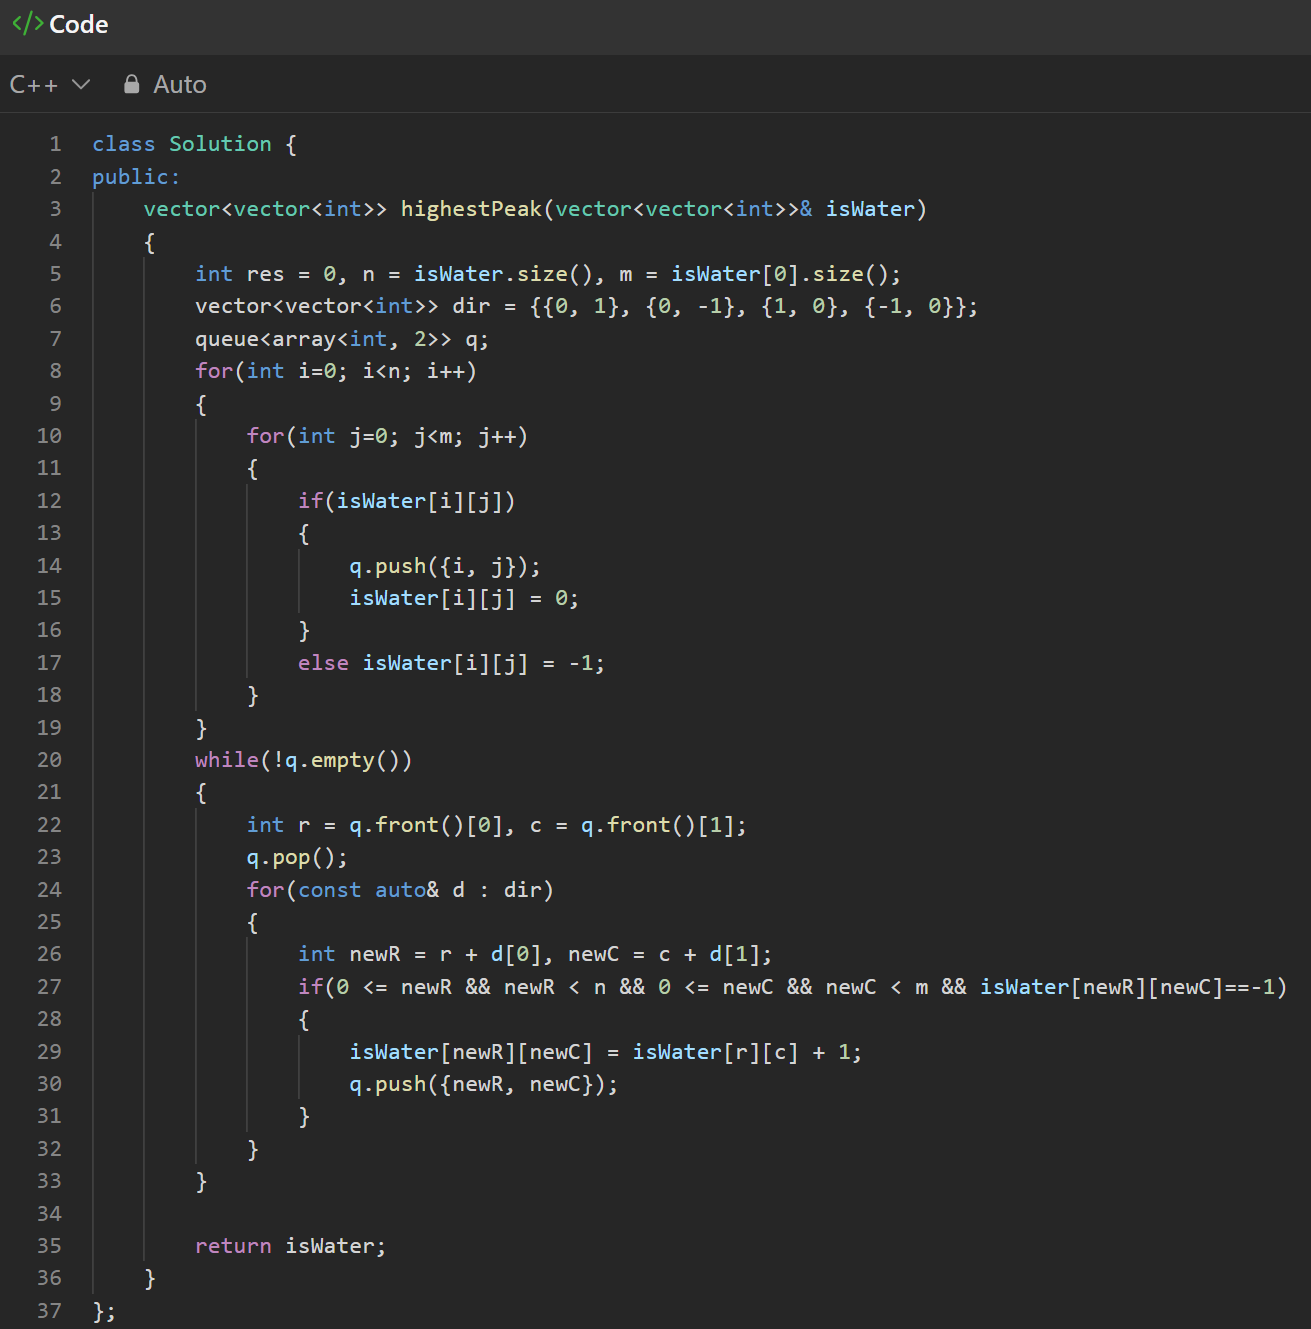 </> Code
C++ Auto
1 class Solution {
2 public:
3     vector<vector<int>> highestPeak(vector<vector<int>>& isWater)
4     {
5         int res = 0, n = isWater.size(), m = isWater[0].size();
6         vector<vector<int>> dir = {{0, 1}, {0, -1}, {1, 0}, {-1, 0}};
7         queue<array<int, 2>> q;
8         for(int i=0; i<n; i++)
9         {
10             for(int j=0; j<m; j++)
11             {
12                 if(isWater[i][j])
13                 {
14                     q.push({i, j});
15                     isWater[i][j] = 0;
16                 }
17                 else isWater[i][j] = -1;
18             }
19         }
20         while(!q.empty())
21         {
22             int r = q.front()[0], c = q.front()[1];
23             q.pop();
24             for(const auto& d : dir)
25             {
26                 int newR = r + d[0], newC = c + d[1];
27                 if(0 <= newR && newR < n && 0 <= newC && newC < m && isWater[newR][newC]==-1)
28                 {
29                     isWater[newR][newC] = isWater[r][c] + 1;
30                     q.push({newR, newC});
31                 }
32             }
33         }
34
35         return isWater;
36     }
37 };